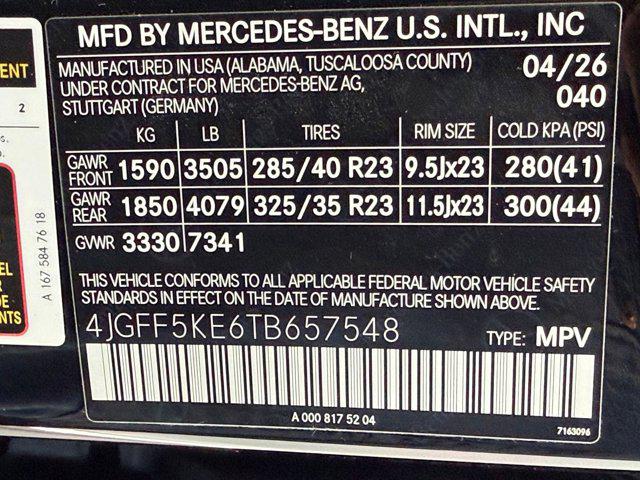 MFD BY MERCEDES-BENZ U.S. INTL., INC
MANUFACTURED IN USA (ALABAMA, TUSCALOOSA COUNTY) 04/26
UNDER CONTRACT FOR MERCEDES-BENZ AG, 040
STUTTGART (GERMANY)
KG LB TIRES RIM SIZE COLD KPA (PSI)
GAWR FRONT 1590 3505 285/40 R23 9.5Jx23 280(41)
GAWR REAR 1850 4079 325/35 R23 11.5Jx23 300(44)
GVWR 3330 7341
THIS VEHICLE CONFORMS TO ALL APPLICABLE FEDERAL MOTOR VEHICLE SAFETY
STANDARDS IN EFFECT ON THE DATE OF MANUFACTURE SHOWN ABOVE.
4JGFF5KE6TB657548 TYPE: MPV
A 000 817 52 04
7163096
2
A 167 584 76 18